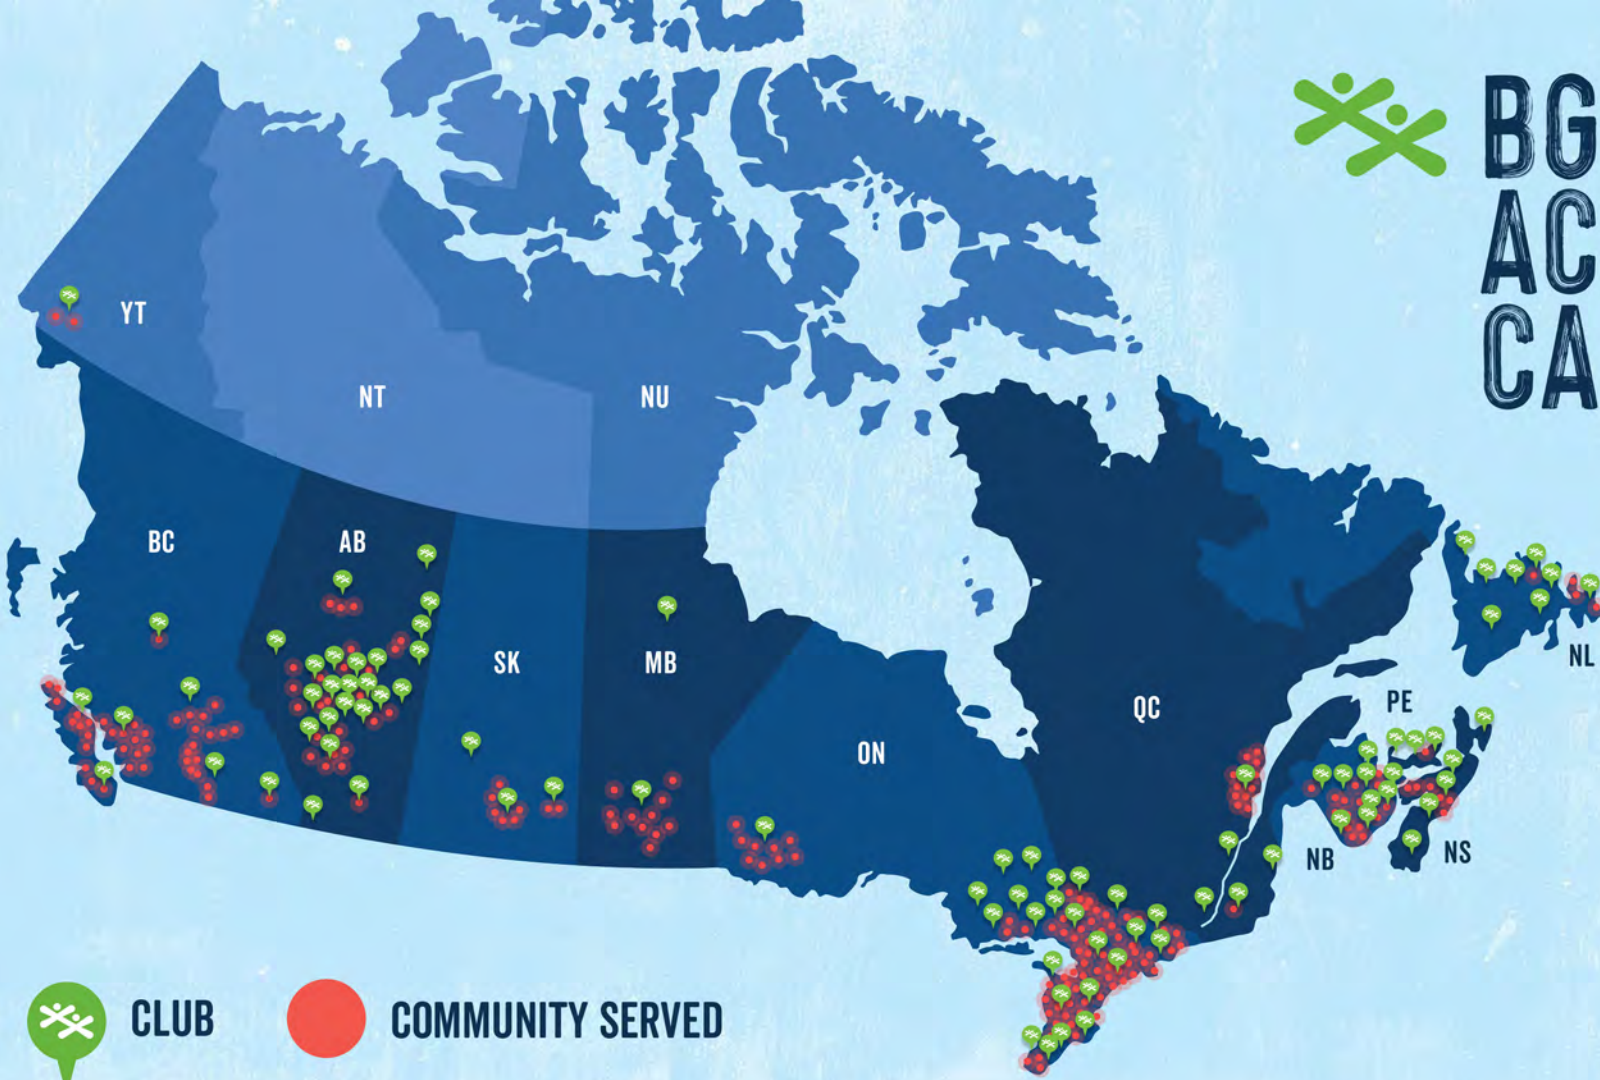 BG
AC
CA
YT
NT
NU
BC
AB
SK
MB
ON
QC
NL
PE
NB
NS
CLUB
COMMUNITY SERVED